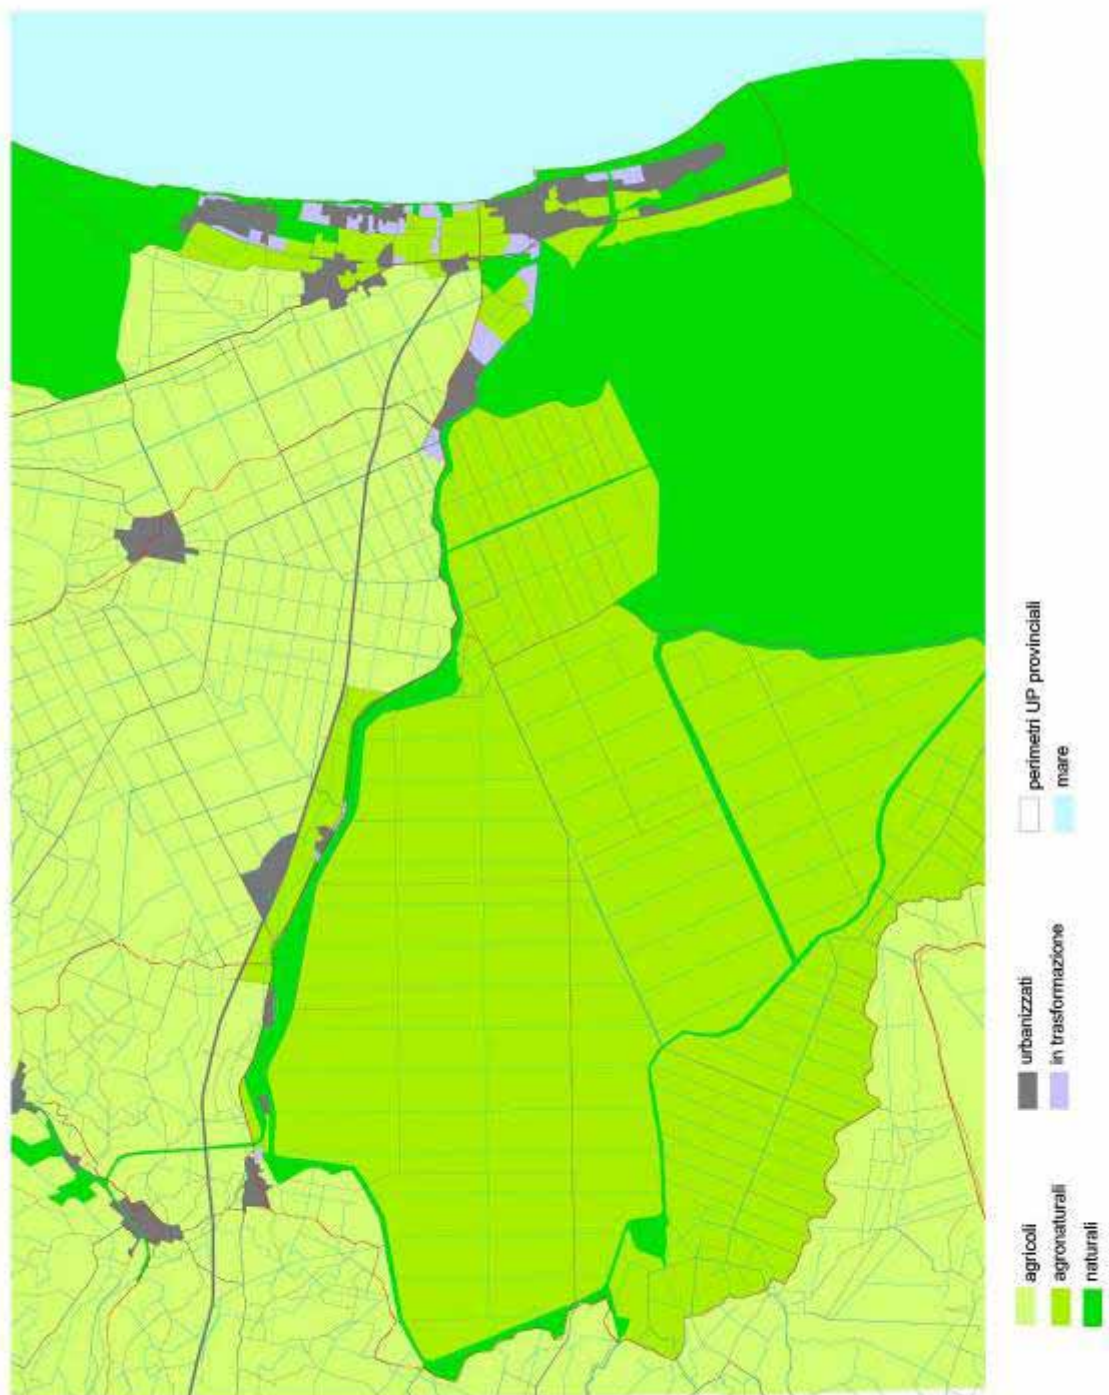 agricoli
agronaturali
naturali
urbanizzati
in trasformazione
perimetri UP provinciali
mare